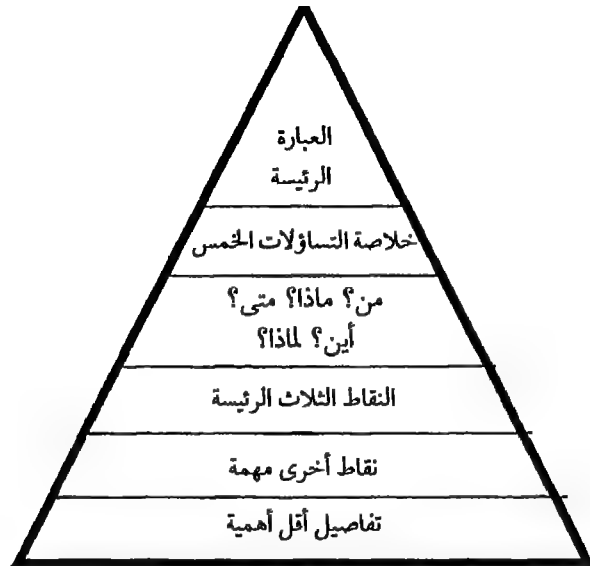 العبارة
الرئيسة
خلاصة التساؤلات الخمس
من؟ ماذا؟ متى؟
أين؟ لماذا؟
النقاط الثلاث الرئيسة
نقاط أخرى مهمة
تفاصيل أقل أهمية